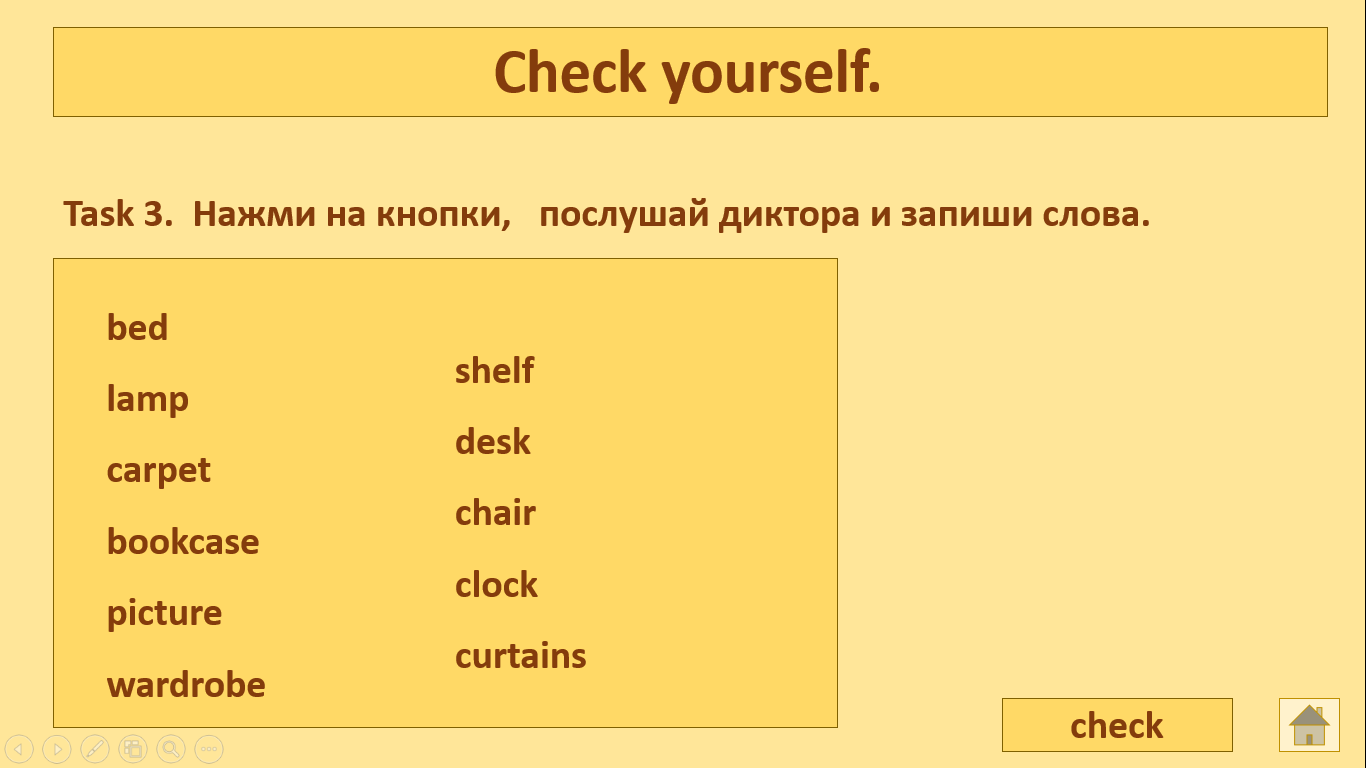 Check yourself.
Task 3. Нажми на кнопки, послушай диктора и запиши слова.
bed
lamp
carpet
bookcase
picture
wardrobe
shelf
desk
chair
clock
curtains
check